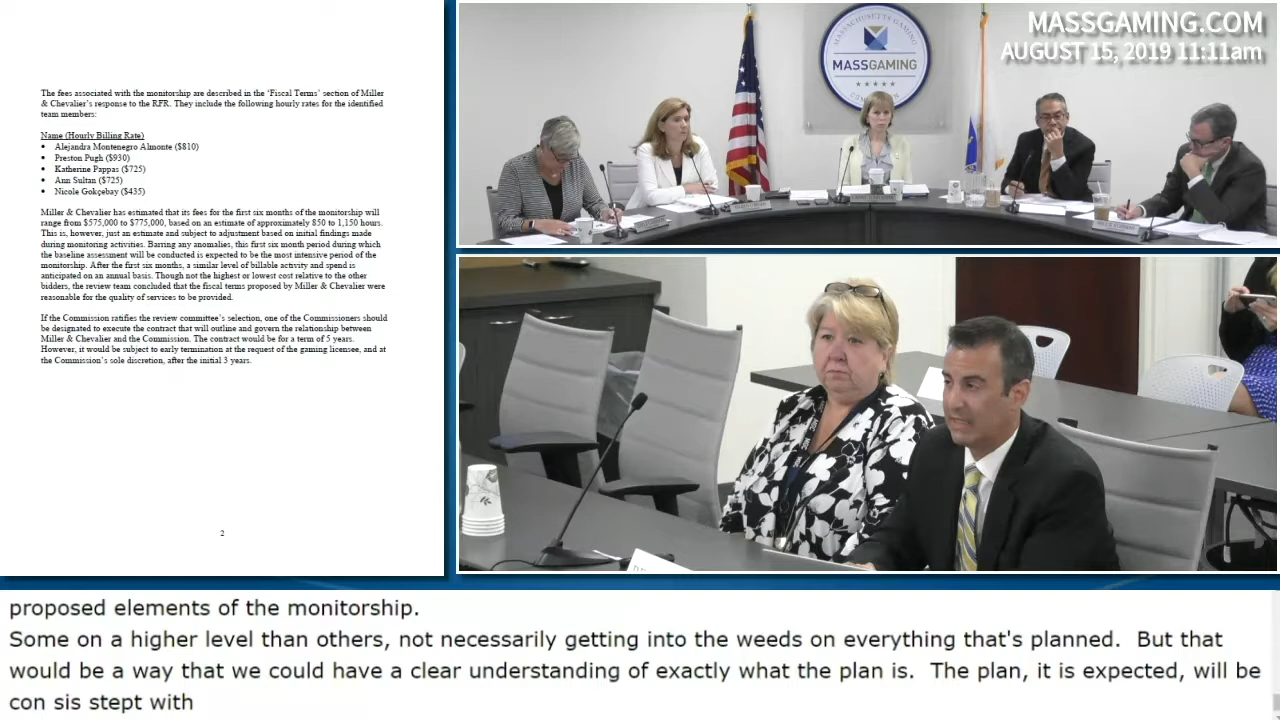 The fees associated with the monitorship are described in the ‘Fiscal Terms’ section of Miller
& Chevalier’s response to the RFR. They include the following hourly rates for the identified
team members:
Name (Hourly Billing Rate)
• Alejandra Montenegro Almonte ($810)
• Preston Pugh ($930)
• Katherine Pappas ($725)
• Ann Sultan ($725)
• Nicole Gokçebay ($435)
Miller & Chevalier has estimated that its fees for the first six months of the monitorship will
range from $575,000 to $775,000, based on an estimate of approximately 850 to 1,150 hours.
This is, however, just an estimate and subject to adjustment based on initial findings made
during monitoring activities. Barring any anomalies, this first six month period during which
the baseline assessment will be conducted is expected to be the most intensive period of the
monitorship. After the first six months, a similar level of billable activity and spend is
anticipated on an annual basis. Though not the highest or lowest cost relative to the other
bidders, the review team concluded that the fiscal terms proposed by Miller & Chevalier were
reasonable for the quality of services to be provided.
If the Commission ratifies the review committee’s selection, one of the Commissioners should
be designated to execute the contract that will outline and govern the relationship between
Miller & Chevalier and the Commission. The contract would be for a term of 5 years.
However, it would be subject to early termination at the request of the gaming licensee, and at
the Commission’s sole discretion, after the initial 3 years.
2
MASSACHUSETTS GAMING
MASSGAMING
MASSGAMING.COM
AUGUST 15, 2019 11:11am
proposed elements of the monitorship.
Some on a higher level than others, not necessarily getting into the weeds on everything that's planned.  But that
would be a way that we could have a clear understanding of exactly what the plan is.  The plan, it is expected, will be
con sis stept with